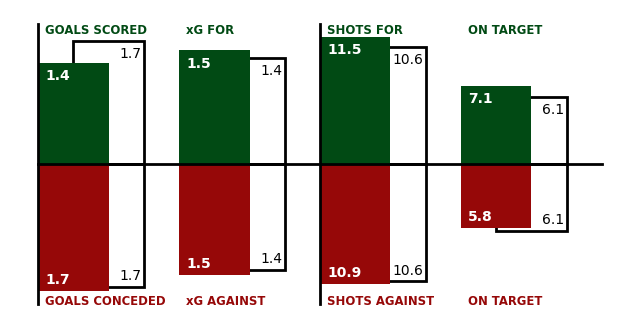 GOALS SCORED xG FOR SHOTS FOR ON TARGET
1.4 1.7 1.5 1.4 11.5 10.6 7.1 6.1
1.7 1.7 1.5 1.4 10.9 10.6 5.8 6.1
GOALS CONCEDED xG AGAINST SHOTS AGAINST ON TARGET